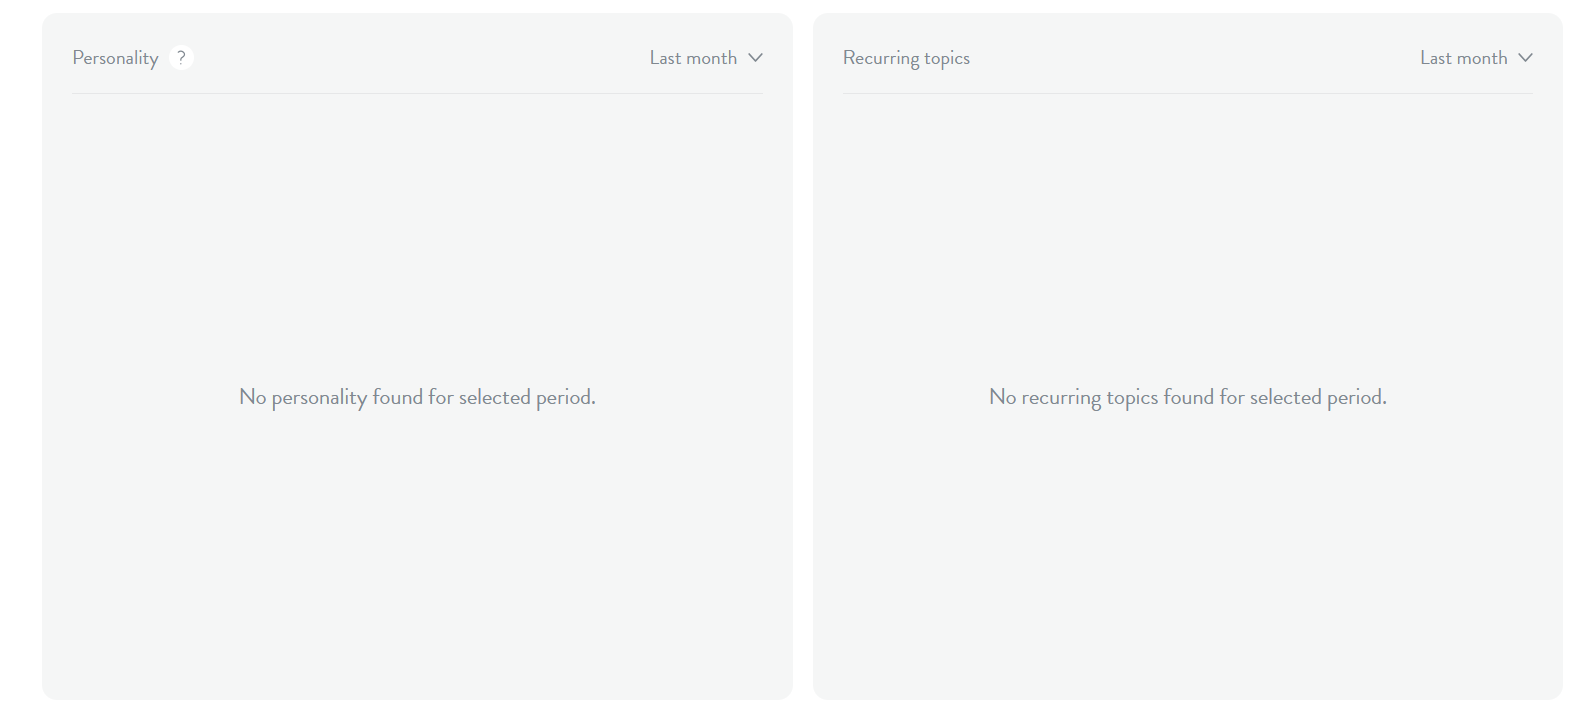 Personality ?
Last month
No personality found for selected period.
Recurring topics
Last month
No recurring topics found for selected period.